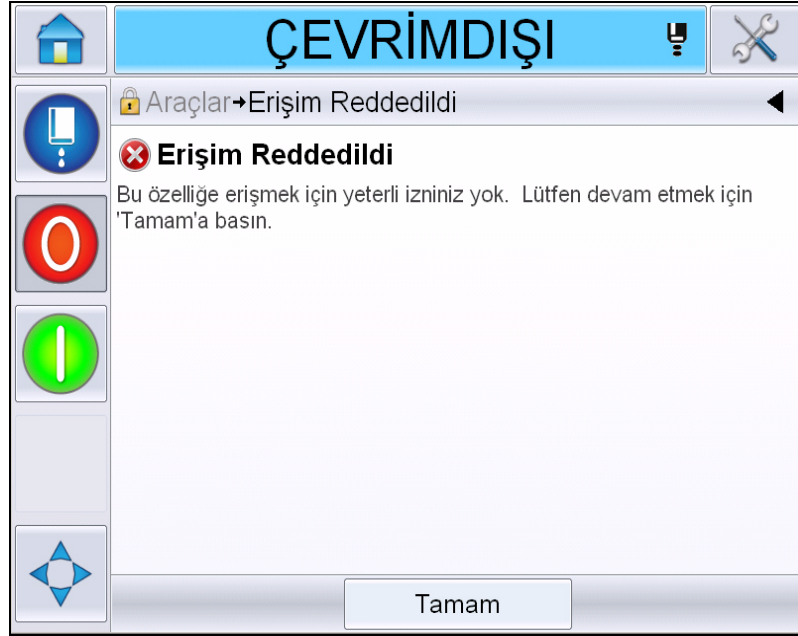 ÇEVRİMDIŞI
Araçlar→Erişim Reddedildi
Erişim Reddedildi
Bu özelliğe erişmek için yeterli izniniz yok.  Lütfen devam etmek için
'Tamam'a basın.
Tamam